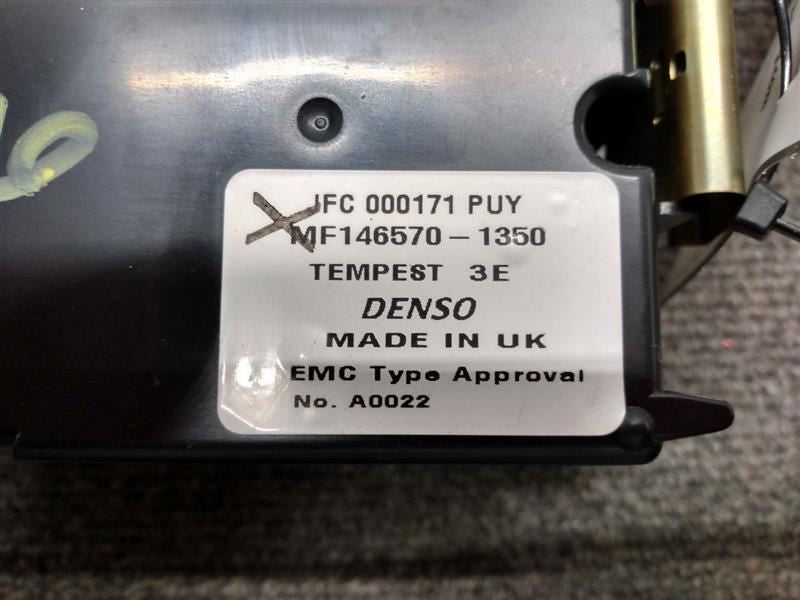 JFC 000171 PUY
MF146570-1350
TEMPEST 3E
DENSO
MADE IN UK
EMC Type Approval
No. A0022